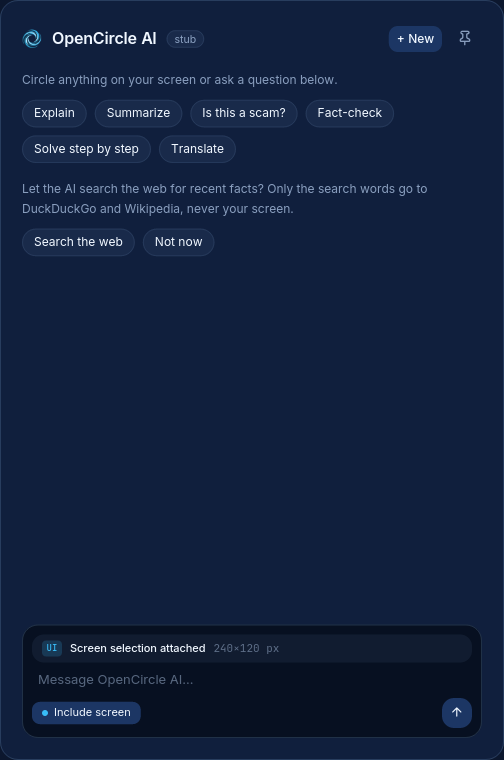 OpenCircle AI stub + New
Circle anything on your screen or ask a question below.
Explain Summarize Is this a scam? Fact-check
Solve step by step Translate
Let the AI search the web for recent facts? Only the search words go to
DuckDuckGo and Wikipedia, never your screen.
Search the web Not now
UI Screen selection attached 240×120 px
Message OpenCircle AI...
Include screen